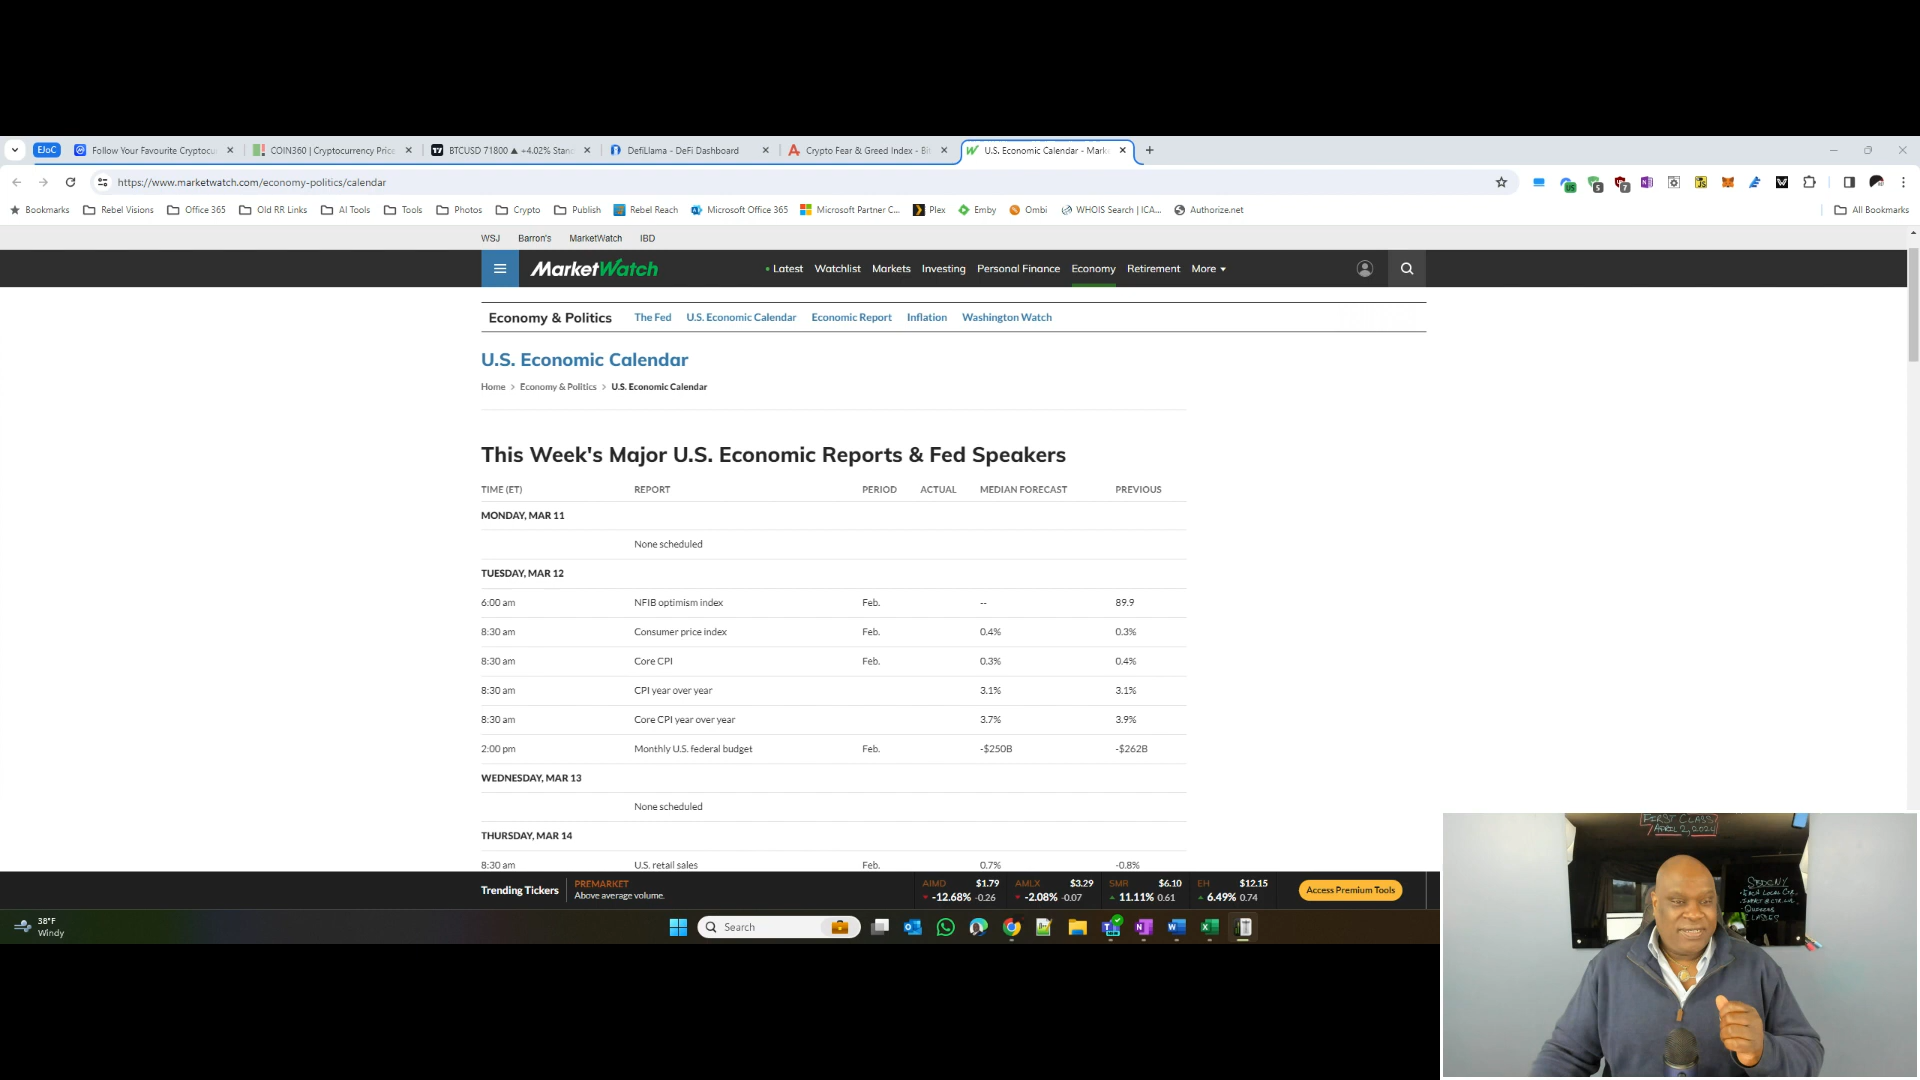 EJoC
Follow Your Favourite Cryptocu
COIN360 | Cryptocurrency Price
BTCUSD 71800 ▲ +4.02% Stan
DefiLlama - DeFi Dashboard
Crypto Fear & Greed Index - Bit
U.S. Economic Calendar - Mark
https://www.marketwatch.com/economy-politics/calendar
Bookmarks
Rebel Visions
Office 365
Old RR Links
AI Tools
Tools
Photos
Crypto
Publish
Rebel Reach
Microsoft Office 365
Microsoft Partner C...
Plex
Emby
Ombi
WHOIS Search | ICA...
Authorize.net
All Bookmarks
WSJ Barron's MarketWatch IBD
MarketWatch
• Latest Watchlist Markets Investing Personal Finance Economy Retirement More
Economy & Politics The Fed U.S. Economic Calendar Economic Report Inflation Washington Watch
U.S. Economic Calendar
Home > Economy & Politics > U.S. Economic Calendar
This Week's Major U.S. Economic Reports & Fed Speakers
TIME (ET) REPORT PERIOD ACTUAL MEDIAN FORECAST PREVIOUS
MONDAY, MAR 11
None scheduled
TUESDAY, MAR 12
6:00 am NFIB optimism index Feb. -- 89.9
8:30 am Consumer price index Feb. 0.4% 0.3%
8:30 am Core CPI Feb. 0.3% 0.4%
8:30 am CPI year over year 3.1% 3.1%
8:30 am Core CPI year over year 3.7% 3.9%
2:00 pm Monthly U.S. federal budget Feb. -$250B -$262B
WEDNESDAY, MAR 13
None scheduled
THURSDAY, MAR 14
8:30 am U.S. retail sales Feb. 0.7% -0.8%
Trending Tickers
PREMARKET
Above average volume.
AIMD $1.79
-12.68% -0.26
AMLX $3.29
-2.08% -0.07
SMR $6.10
11.11% 0.61
EH $12.15
6.49% 0.74
Access Premium Tools
38°F
Windy
Search
FIRST CLASS
APRIL 2, 2024